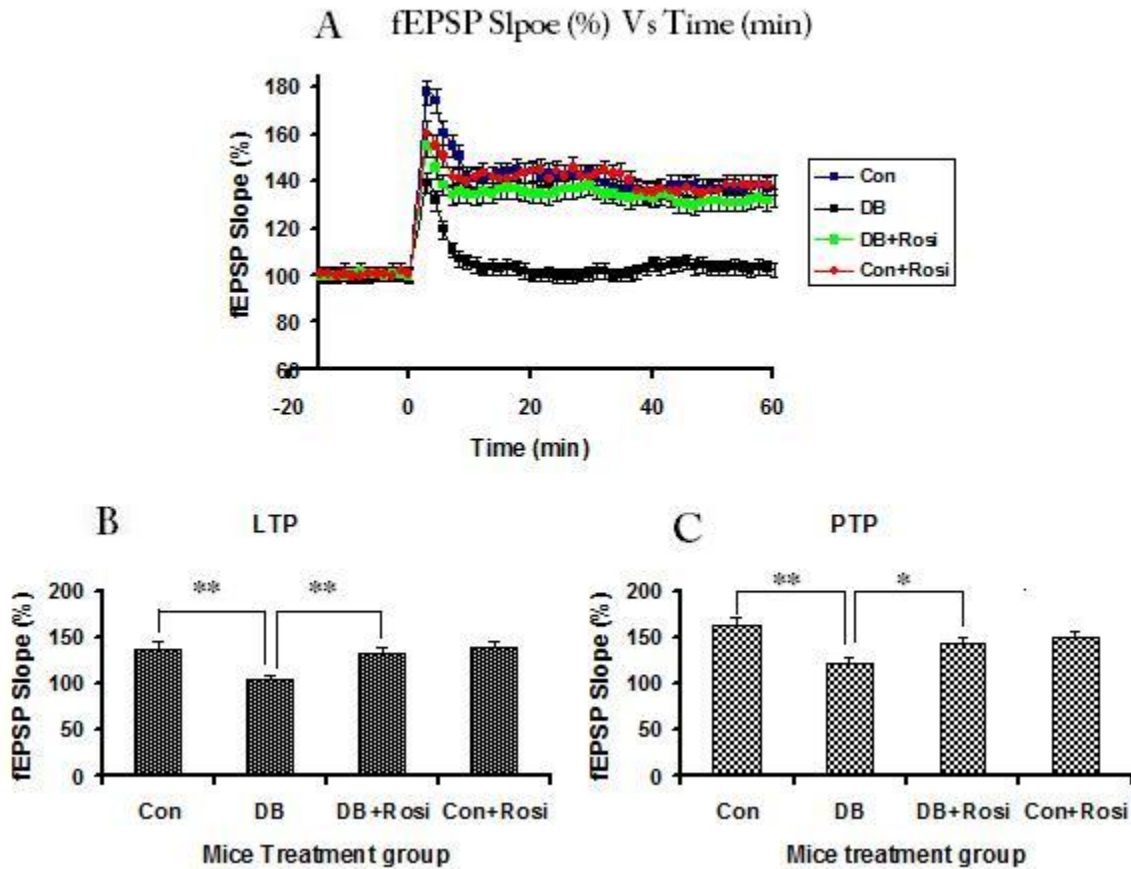 A fEPSP Slpoe (%) Vs Time (min)
180
160
140
120
100
80
60
fEPSP Slope (%)
-20 0 20 40 60
Time (min)
Con
DB
DB+Rosi
Con+Rosi
B LTP
** **
200
150
100
50
0
fEPSP Slope (%)
Con DB DB+Rosi Con+Rosi
Mice Treatment group
C PTP
** *
200
150
100
50
0
fEPSP Slope (%)
Con DB DB+Rosi Con+Rosi
Mice treatment group